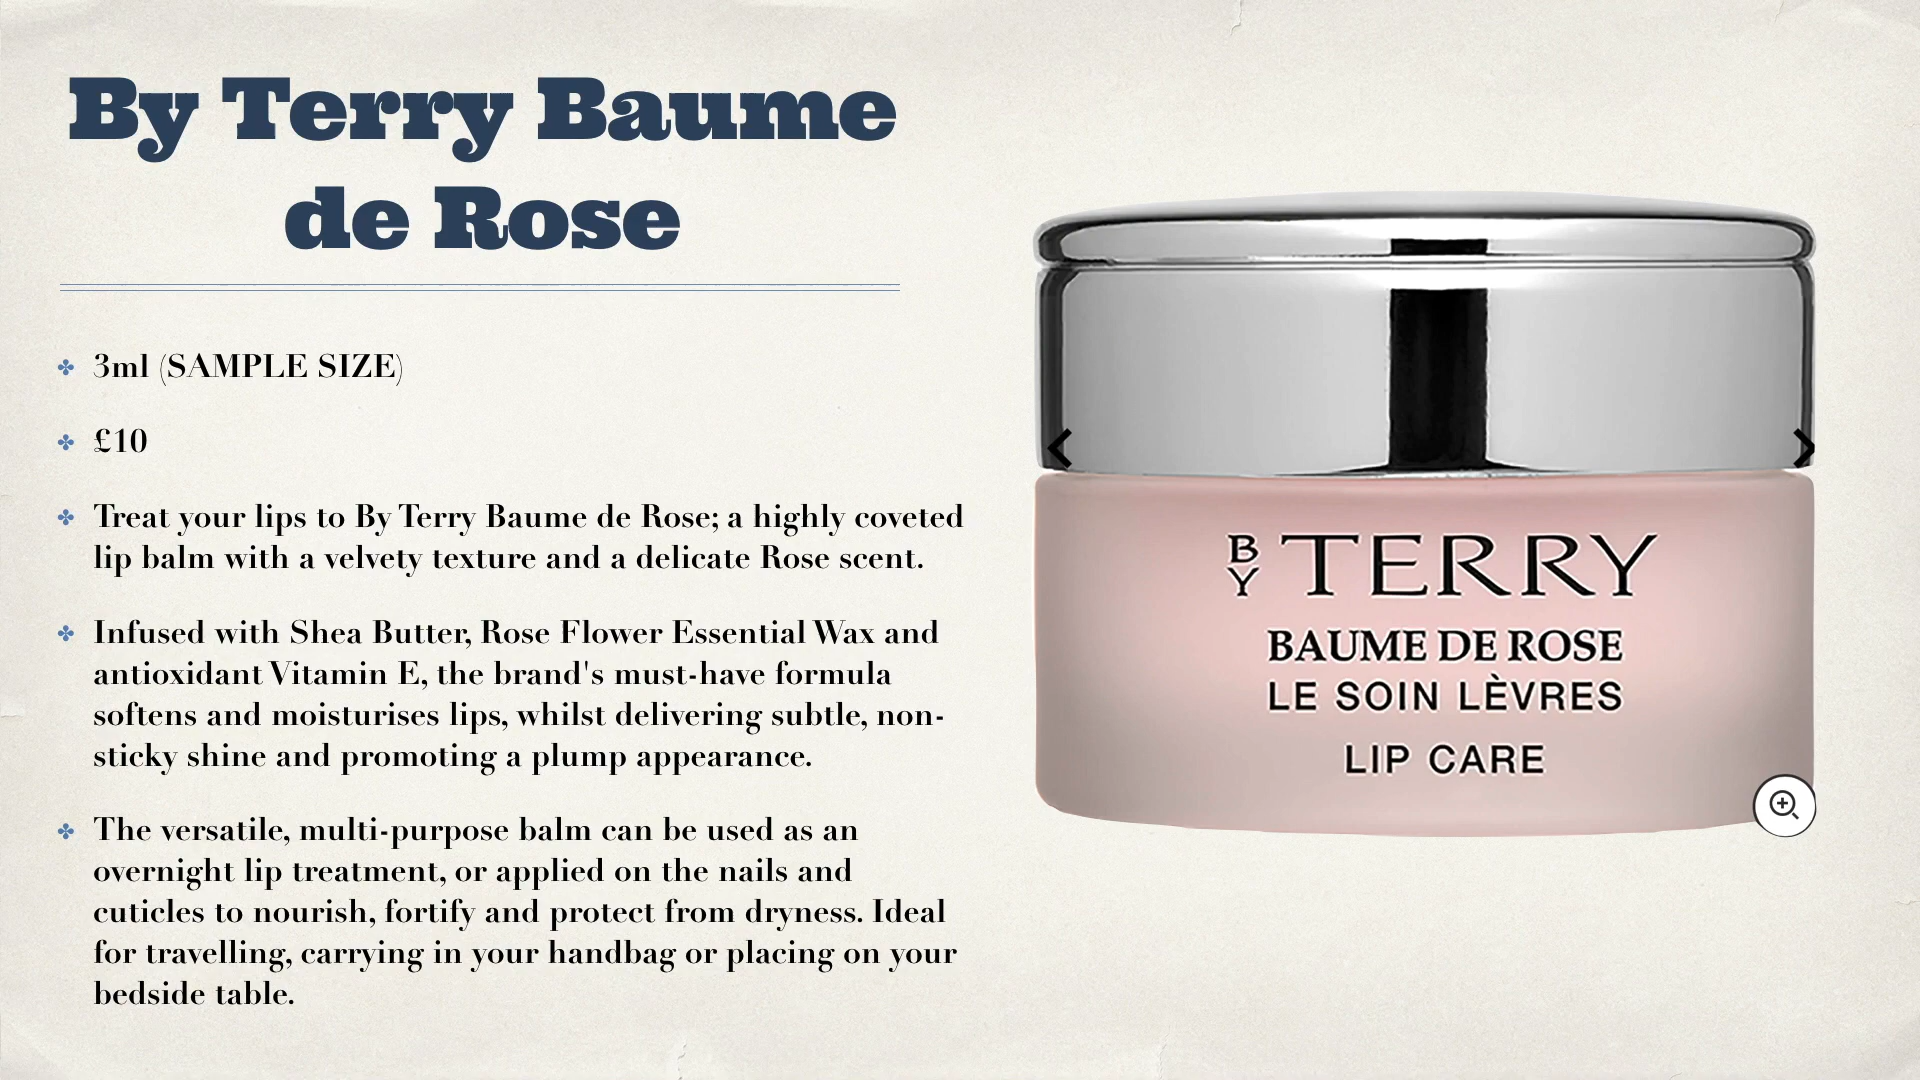 By Terry Baume
de Rose
3ml (SAMPLE SIZE)
£10
Treat your lips to By Terry Baume de Rose; a highly coveted
lip balm with a velvety texture and a delicate Rose scent.
Infused with Shea Butter, Rose Flower Essential Wax and
antioxidant Vitamin E, the brand's must-have formula
softens and moisturises lips, whilst delivering subtle, non-
sticky shine and promoting a plump appearance.
The versatile, multi-purpose balm can be used as an
overnight lip treatment, or applied on the nails and
cuticles to nourish, fortify and protect from dryness. Ideal
for travelling, carrying in your handbag or placing on your
bedside table.
BY TERRY
BAUME DE ROSE
LE SOIN LÈVRES
LIP CARE